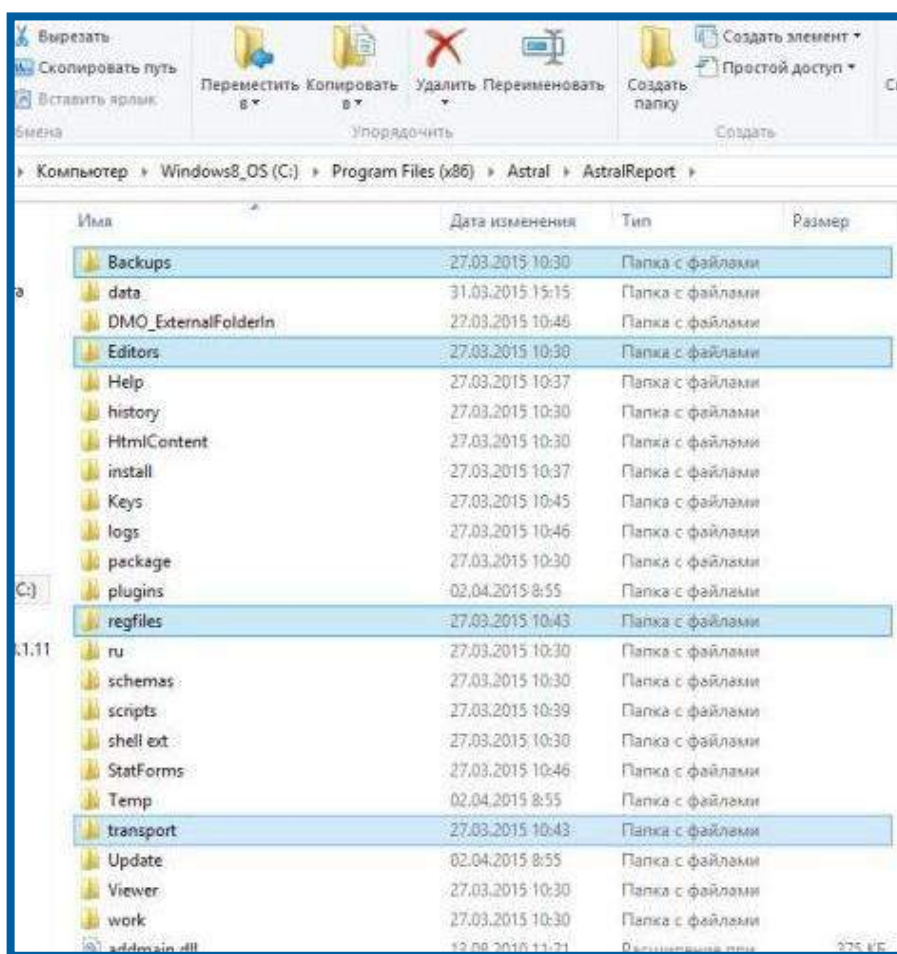 Вырезать
Скопировать путь
Вставить ярлык
Переместить в
Копировать в
Удалить
Переименовать
Создать папку
Создать элемент
Простой доступ
Упорядочить
Создать
Компьютер Windows8_OS (C:) Program Files (x86) Astral AstralReport
Имя Дата изменения Тип Размер
Backups 27.03.2015 10:30 Папка с файлами
data 31.03.2015 15:15 Папка с файлами
DMO_ExternalFolderIn 27.03.2015 10:46 Папка с файлами
Editors 27.03.2015 10:30 Папка с файлами
Help 27.03.2015 10:37 Папка с файлами
history 27.03.2015 10:30 Папка с файлами
HtmlContent 27.03.2015 10:30 Папка с файлами
install 27.03.2015 10:37 Папка с файлами
Keys 27.03.2015 10:45 Папка с файлами
logs 27.03.2015 10:46 Папка с файлами
package 27.03.2015 10:30 Папка с файлами
C:) plugins 02.04.2015 8:55 Папка с файлами
regfiles 27.03.2015 10:43 Папка с файлами
.1.11 ru 27.03.2015 10:30 Папка с файлами
schemas 27.03.2015 10:30 Папка с файлами
scripts 27.03.2015 10:39 Папка с файлами
shell ext 27.03.2015 10:30 Папка с файлами
StatForms 27.03.2015 10:46 Папка с файлами
Temp 02.04.2015 8:55 Папка с файлами
transport 27.03.2015 10:43 Папка с файлами
Update 02.04.2015 8:55 Папка с файлами
Viewer 27.03.2015 10:30 Папка с файлами
work 27.03.2015 10:30 Папка с файлами
addmain.dll 375 КБ